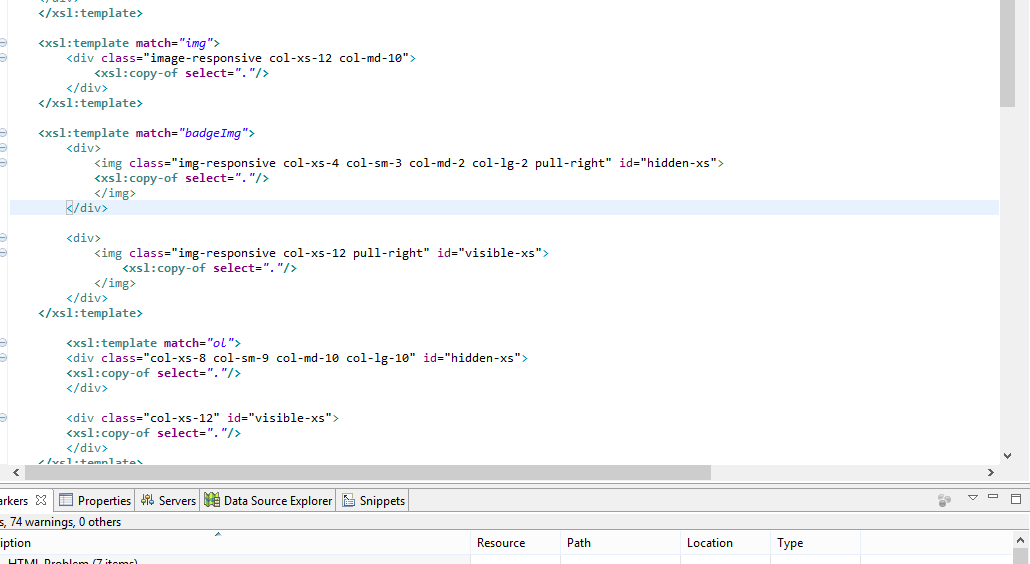 </xsl:template>
<xsl:template match="img">
<div class="image-responsive col-xs-12 col-md-10">
<xsl:copy-of select="."/>
</div>
</xsl:template>
<xsl:template match="badgeImg">
<div>
<img class="img-responsive col-xs-4 col-sm-3 col-md-2 col-lg-2 pull-right" id="hidden-xs">
<xsl:copy-of select="."/>
</img>
</div>
<div>
<img class="img-responsive col-xs-12 pull-right" id="visible-xs">
<xsl:copy-of select="."/>
</img>
</div>
</xsl:template>
<xsl:template match="ol">
<div class="col-xs-8 col-sm-9 col-md-10 col-lg-10" id="hidden-xs">
<xsl:copy-of select="."/>
</div>
<div class="col-xs-12" id="visible-xs">
<xsl:copy-of select="."/>
</div>
</xsl:template>
arkers Properties Servers Data Source Explorer Snippets
s, 74 warnings, 0 others
iption Resource Path Location Type
HTML Problem (7 items)